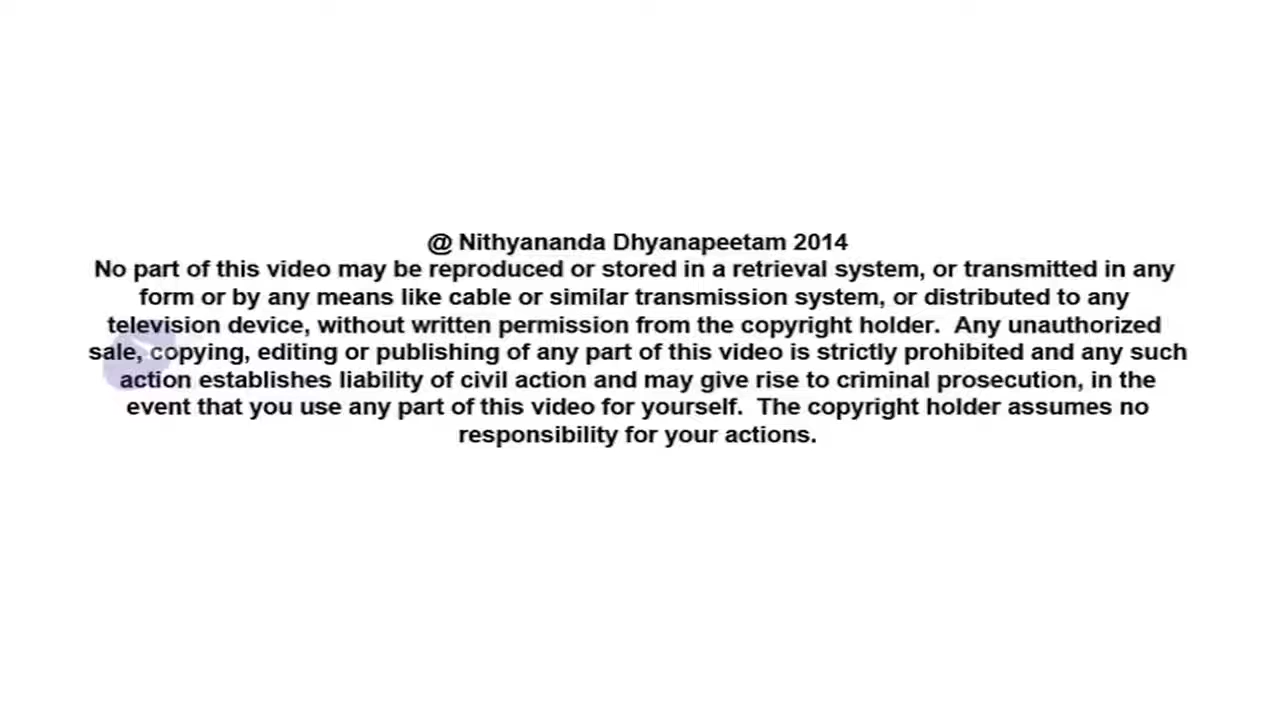 @ Nithyananda Dhyanapeetam 2014
No part of this video may be reproduced or stored in a retrieval system, or transmitted in any
form or by any means like cable or similar transmission system, or distributed to any
television device, without written permission from the copyright holder.  Any unauthorized
sale, copying, editing or publishing of any part of this video is strictly prohibited and any such
action establishes liability of civil action and may give rise to criminal prosecution, in the
event that you use any part of this video for yourself.  The copyright holder assumes no
responsibility for your actions.